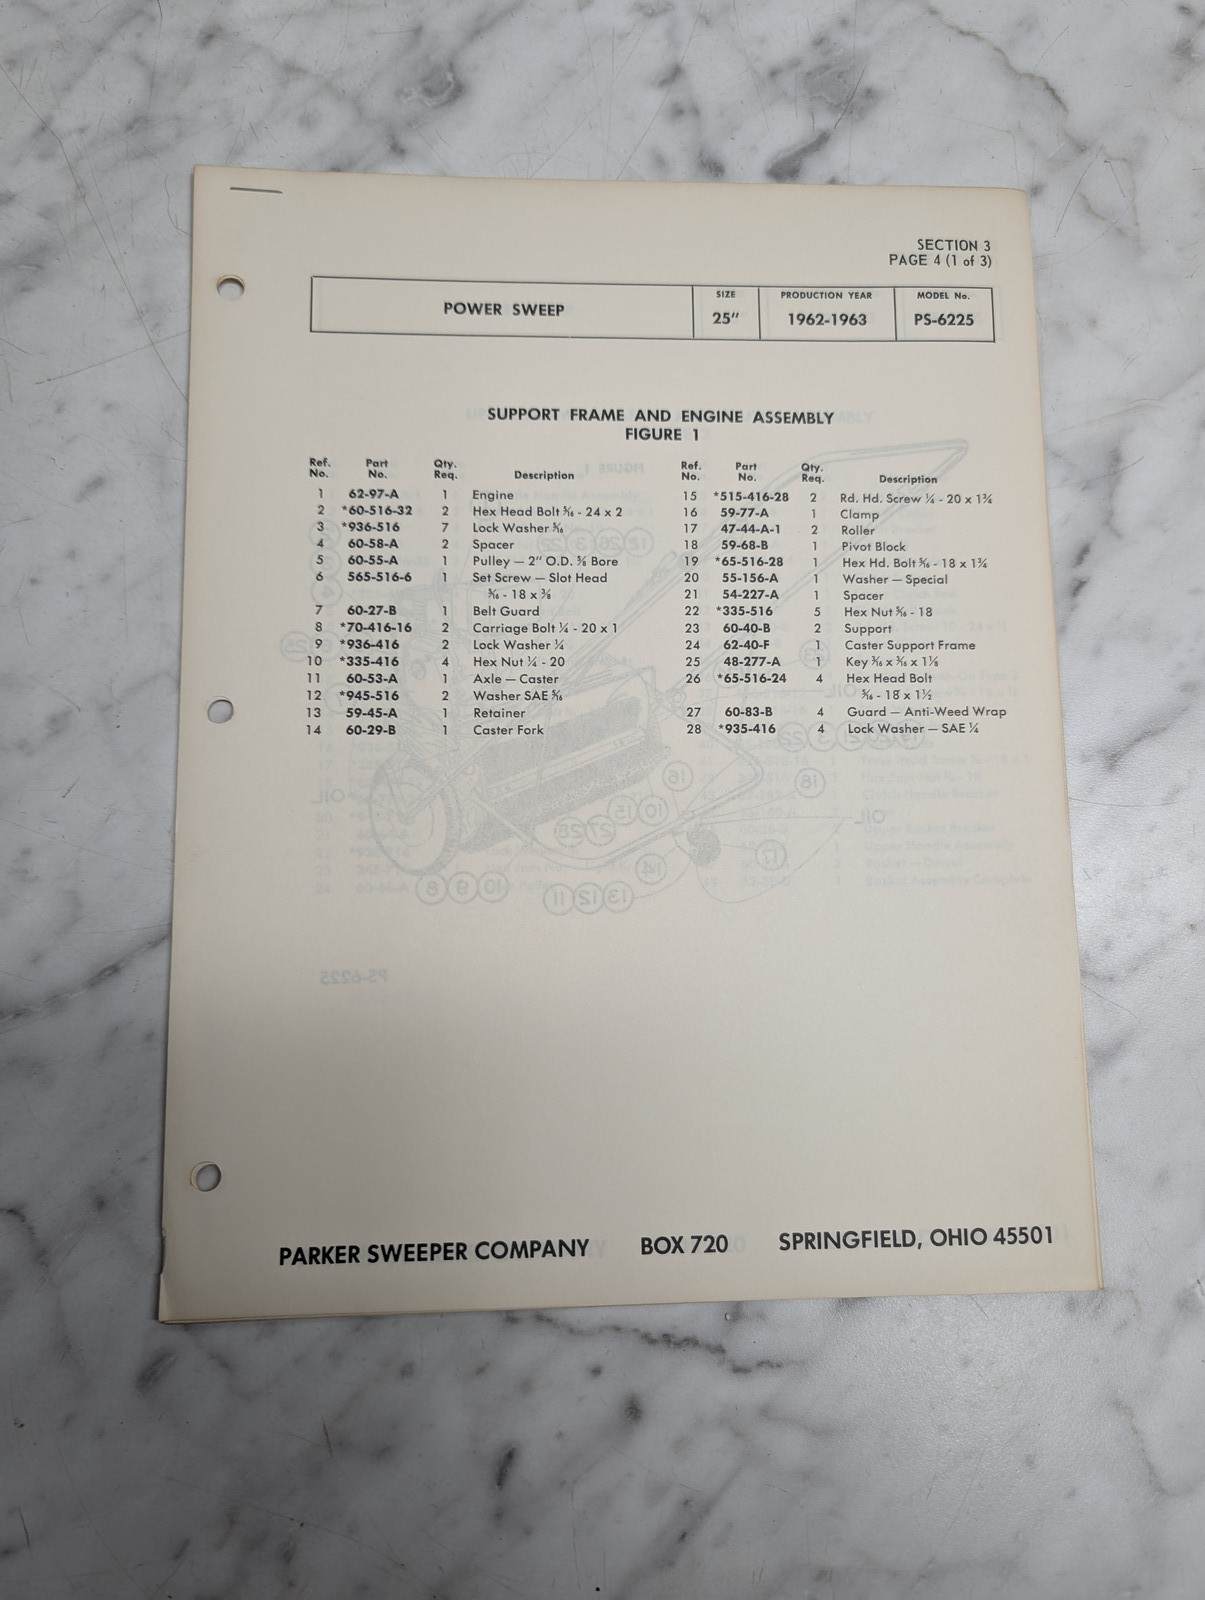 SECTION 3
PAGE 4 (1 of 3)
POWER SWEEP
SIZE
25"
PRODUCTION YEAR
1962-1963
MODEL No.
PS-6225
SUPPORT FRAME AND ENGINE ASSEMBLY
FIGURE 1
Ref. No. Part No. Qty. Req. Description
1 62-97-A 1 Engine
2 *60-516-32 2 Hex Head Bolt 5/16 - 24 x 2
3 *936-516 7 Lock Washer 5/16
4 60-58-A 2 Spacer
5 60-55-A 1 Pulley — 2" O.D. 5/8 Bore
6 565-516-6 1 Set Screw — Slot Head
5/16 - 18 x 3/8
7 60-27-B 1 Belt Guard
8 *70-416-16 2 Carriage Bolt ¼ - 20 x 1
9 *936-416 2 Lock Washer ¼
10 *335-416 4 Hex Nut ¼ - 20
11 60-53-A 1 Axle — Caster
12 *945-516 2 Washer SAE 5/16
13 59-45-A 1 Retainer
14 60-29-B 1 Caster Fork
Ref. No. Part No. Qty. Req. Description
15 *515-416-28 2 Rd. Hd. Screw ¼ - 20 x 1¾
16 59-77-A 1 Clamp
17 47-44-A-1 2 Roller
18 59-68-B 1 Pivot Block
19 *65-516-28 1 Hex Hd. Bolt 5/16 - 18 x 1¾
20 55-156-A 1 Washer — Special
21 54-227-A 1 Spacer
22 *335-516 5 Hex Nut 5/16 - 18
23 60-40-B 2 Support
24 62-40-F 1 Caster Support Frame
25 48-277-A 1 Key 3/16 x 3/16 x 1⅛
26 *65-516-24 4 Hex Head Bolt
5/16 - 18 x 1½
27 60-83-B 4 Guard — Anti-Weed Wrap
28 *935-416 4 Lock Washer — SAE ¼
PARKER SWEEPER COMPANY BOX 720 SPRINGFIELD, OHIO 45501